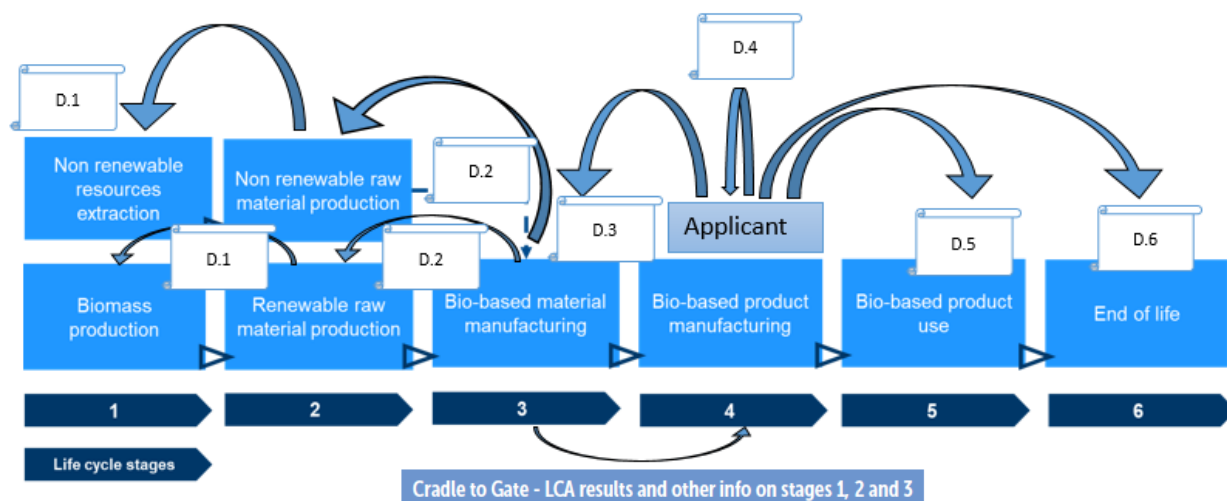 D.4
D.1
Non renewable
resources
extraction
Non renewable raw
material production
D.2
D.3
Applicant
D.5
D.6
D.1
D.2
Biomass
production
Renewable raw
material production
Bio-based material
manufacturing
Bio-based product
manufacturing
Bio-based product
use
End of life
1
2
3
4
5
6
Life cycle stages
Cradle to Gate - LCA results and other info on stages 1, 2 and 3